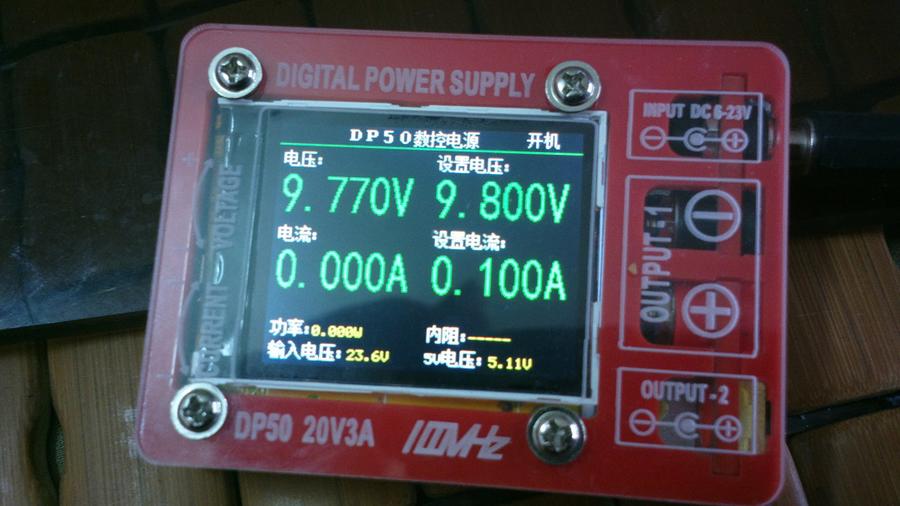 DIGITAL POWER SUPPLY
DP50数控电源 开机
电压: 设置电压:
9.770V 9.800V
电流: 设置电流:
0.000A 0.100A
功率:0.000W 内阻:-----
输入电压:23.6V 5V电压:5.11V
CURRENT VOLTAGE
INPUT DC 6-23V
OUTPUT-1
OUTPUT-2
DP50 20V3A
100MHz